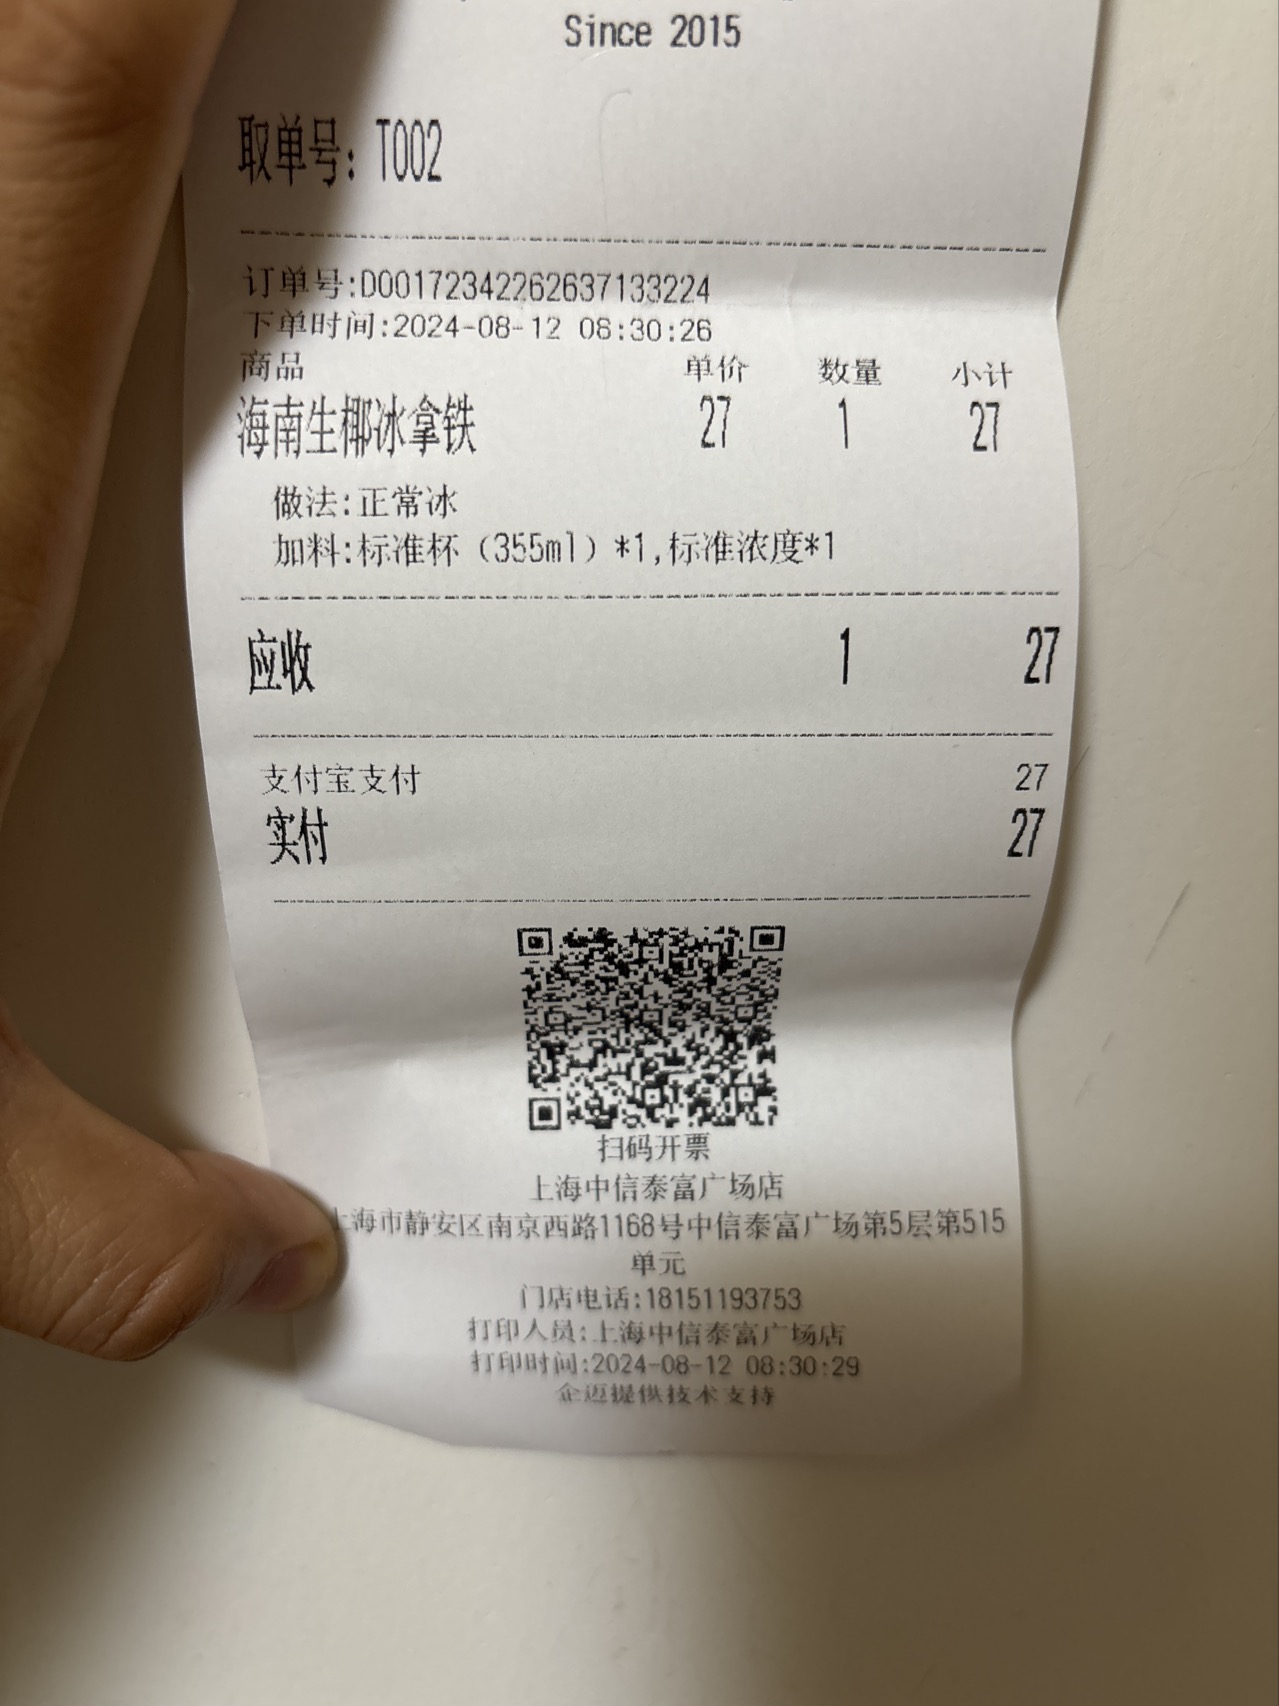 Since 2015
取单号: T002
订单号:D00172342262637133224
下单时间:2024-08-12 08:30:26
商品 单价 数量 小计
海南生椰冰拿铁 27 1 27
做法:正常冰
加料:标准杯（355ml）*1,标准浓度*1
应收 1 27
支付宝支付 27
实付 27
扫码开票
上海中信泰富广场店
上海市静安区南京西路1168号中信泰富广场第5层第515
单元
门店电话:18151193753
打印人员:上海中信泰富广场店
打印时间:2024-08-12 08:30:29
企迈提供技术支持